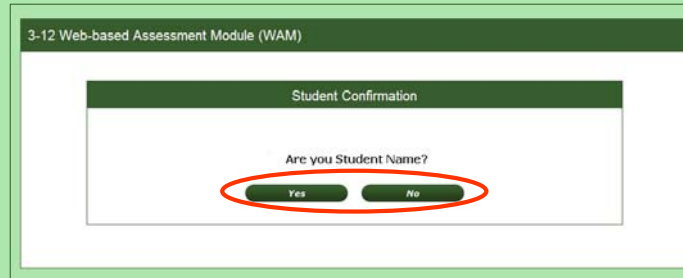 3-12 Web-based Assessment Module (WAM)
Student Confirmation
Are you Student Name?
Yes No